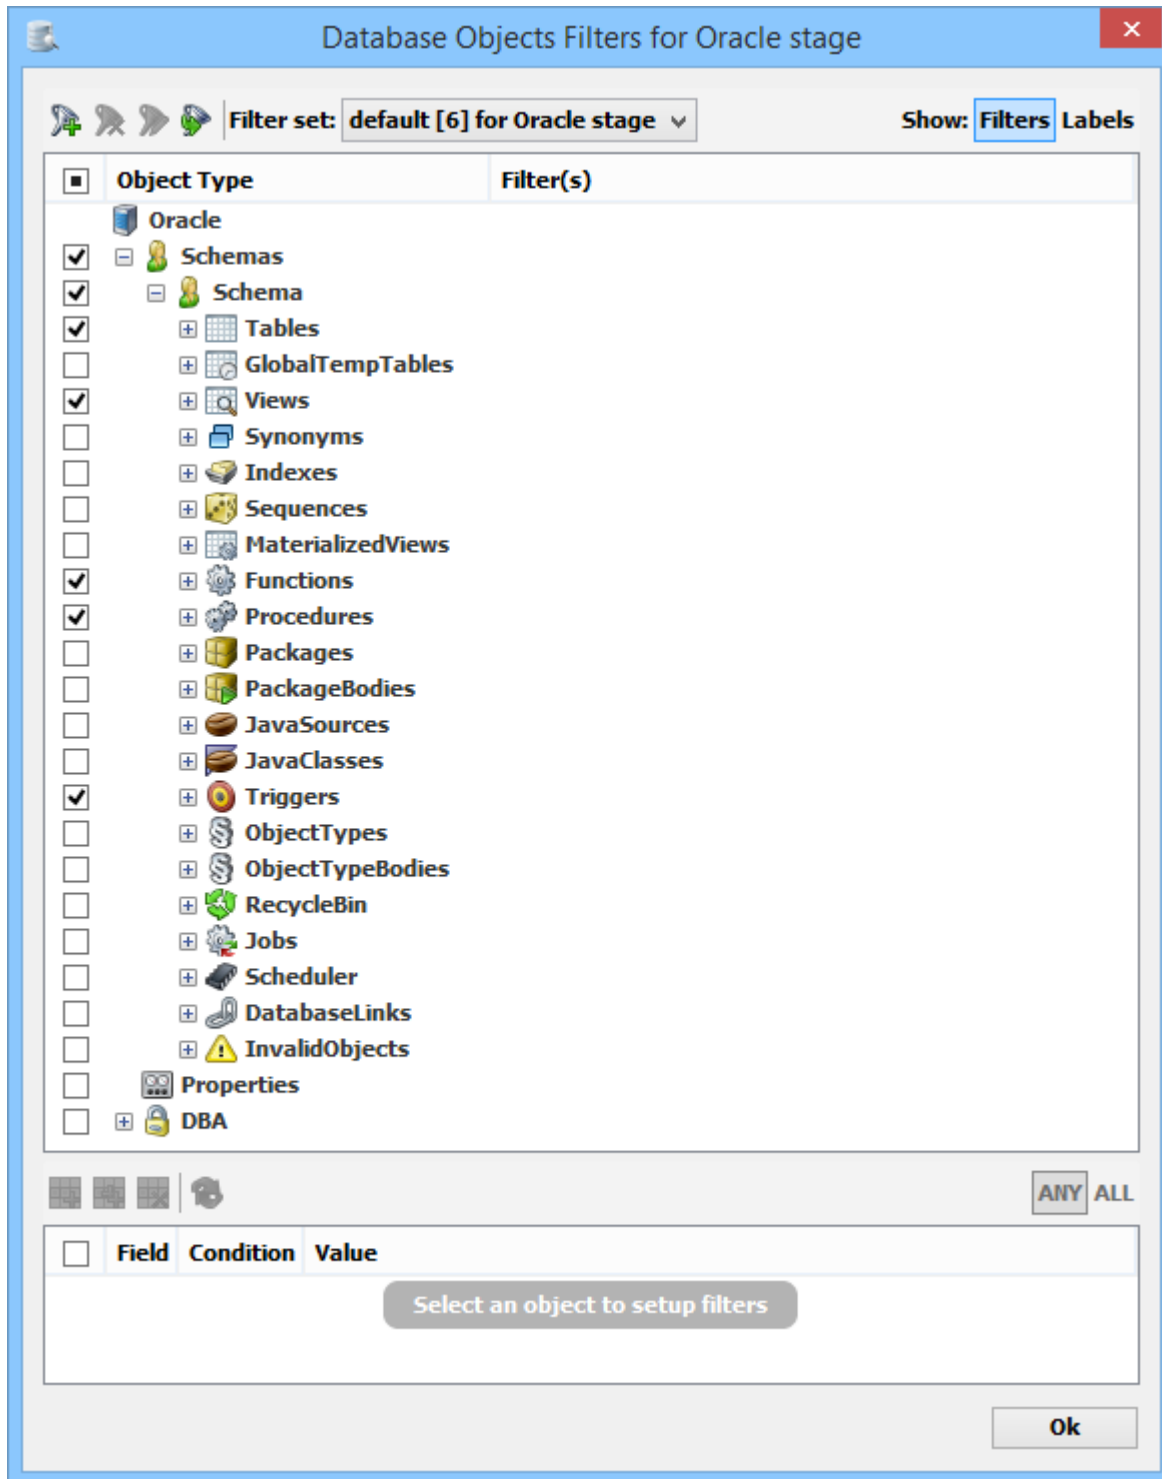 Database Objects Filters for Oracle stage
Filter set: default [6] for Oracle stage Show: Filters Labels
Object Type Filter(s)
Oracle
Schemas
Schema
Tables
GlobalTempTables
Views
Synonyms
Indexes
Sequences
MaterializedViews
Functions
Procedures
Packages
PackageBodies
JavaSources
JavaClasses
Triggers
ObjectTypes
ObjectTypeBodies
RecycleBin
Jobs
Scheduler
DatabaseLinks
InvalidObjects
Properties
DBA
ANY ALL
Field Condition Value
Select an object to setup filters
Ok